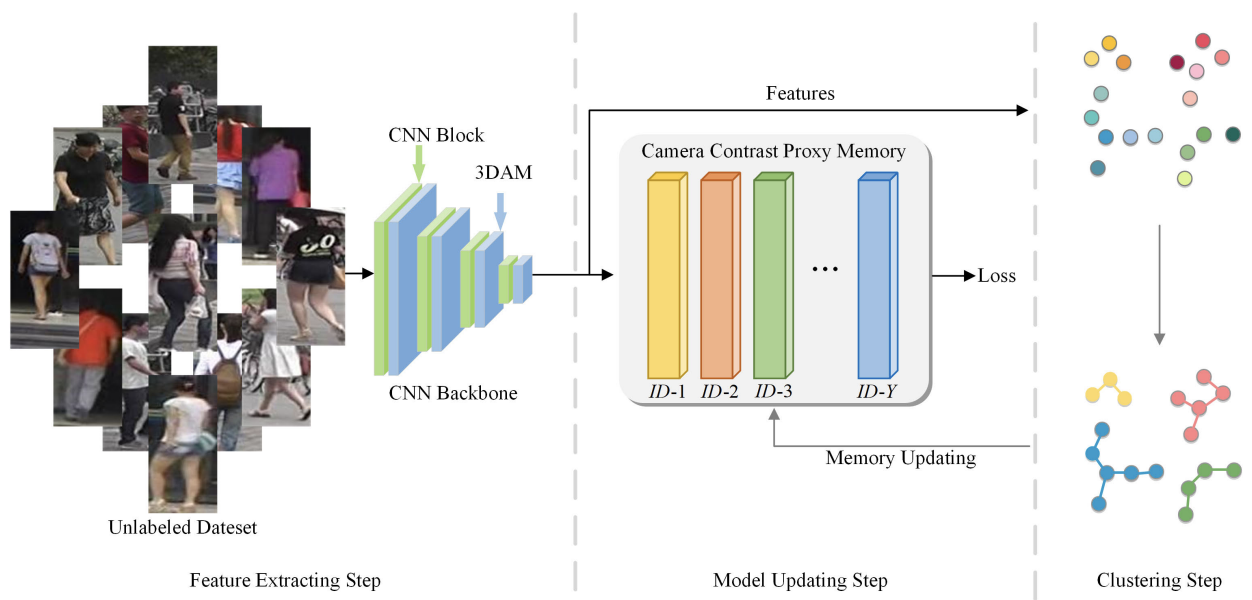 Features
CNN Block
3DAM
Camera Contrast Proxy Memory
...
Loss
ID-1
ID-2
ID-3
ID-Y
CNN Backbone
Memory Updating
Unlabeled Dateset
Feature Extracting Step
Model Updating Step
Clustering Step